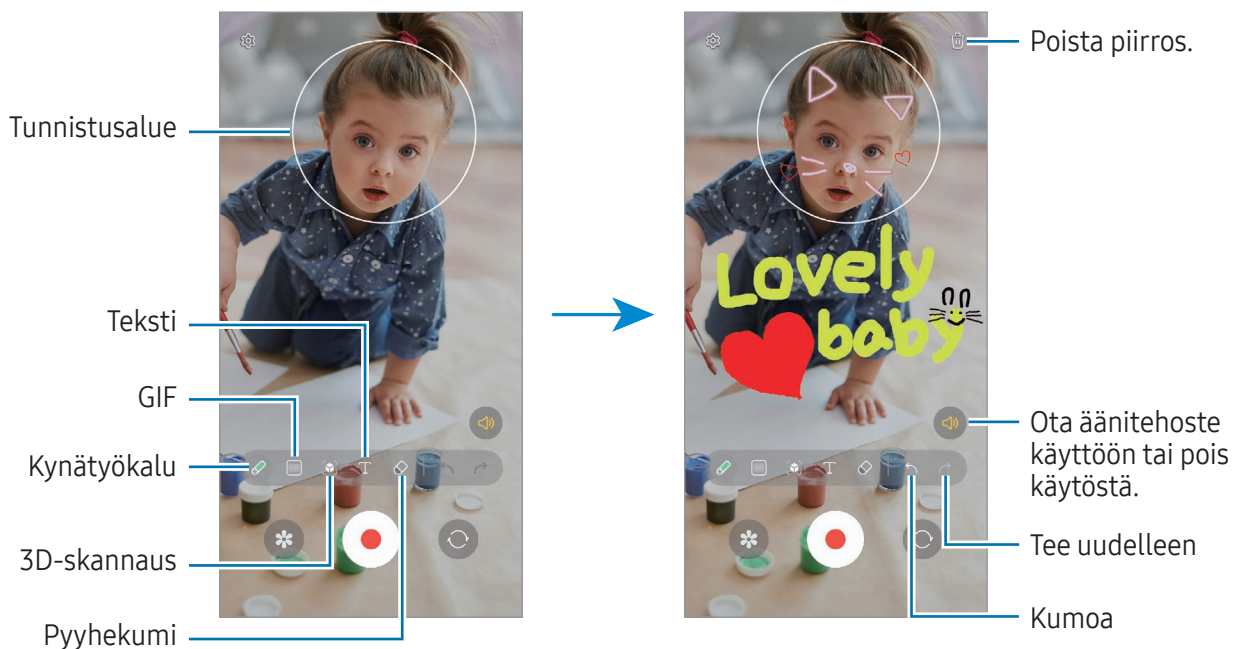 Tunnistusalue
Teksti
GIF
Kynätyökalu
3D-skannaus
Pyyhekumi
T
Poista piirros.
Lovely
baby
Ota äänitehoste
käyttöön tai pois
käytöstä.
T
Tee uudelleen
Kumoa